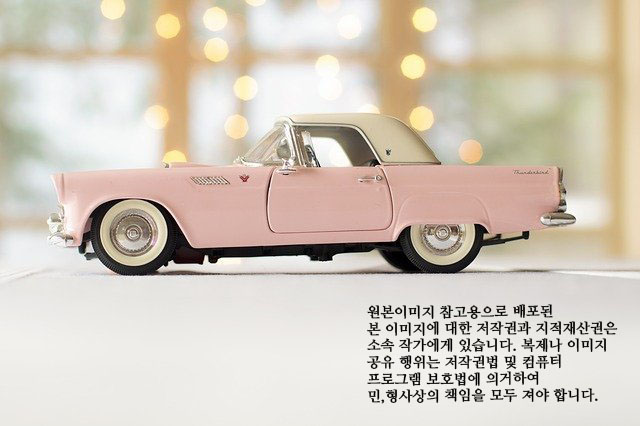 Thunderbird
원본이미지 참고용으로 배포된
본 이미지에 대한 저작권과 지적재산권은
소속 작가에게 있습니다. 복제나 이미지
공유 행위는 저작권법 및 컴퓨터
프로그램 보호법에 의거하여
민,형사상의 책임을 모두 져야 합니다.